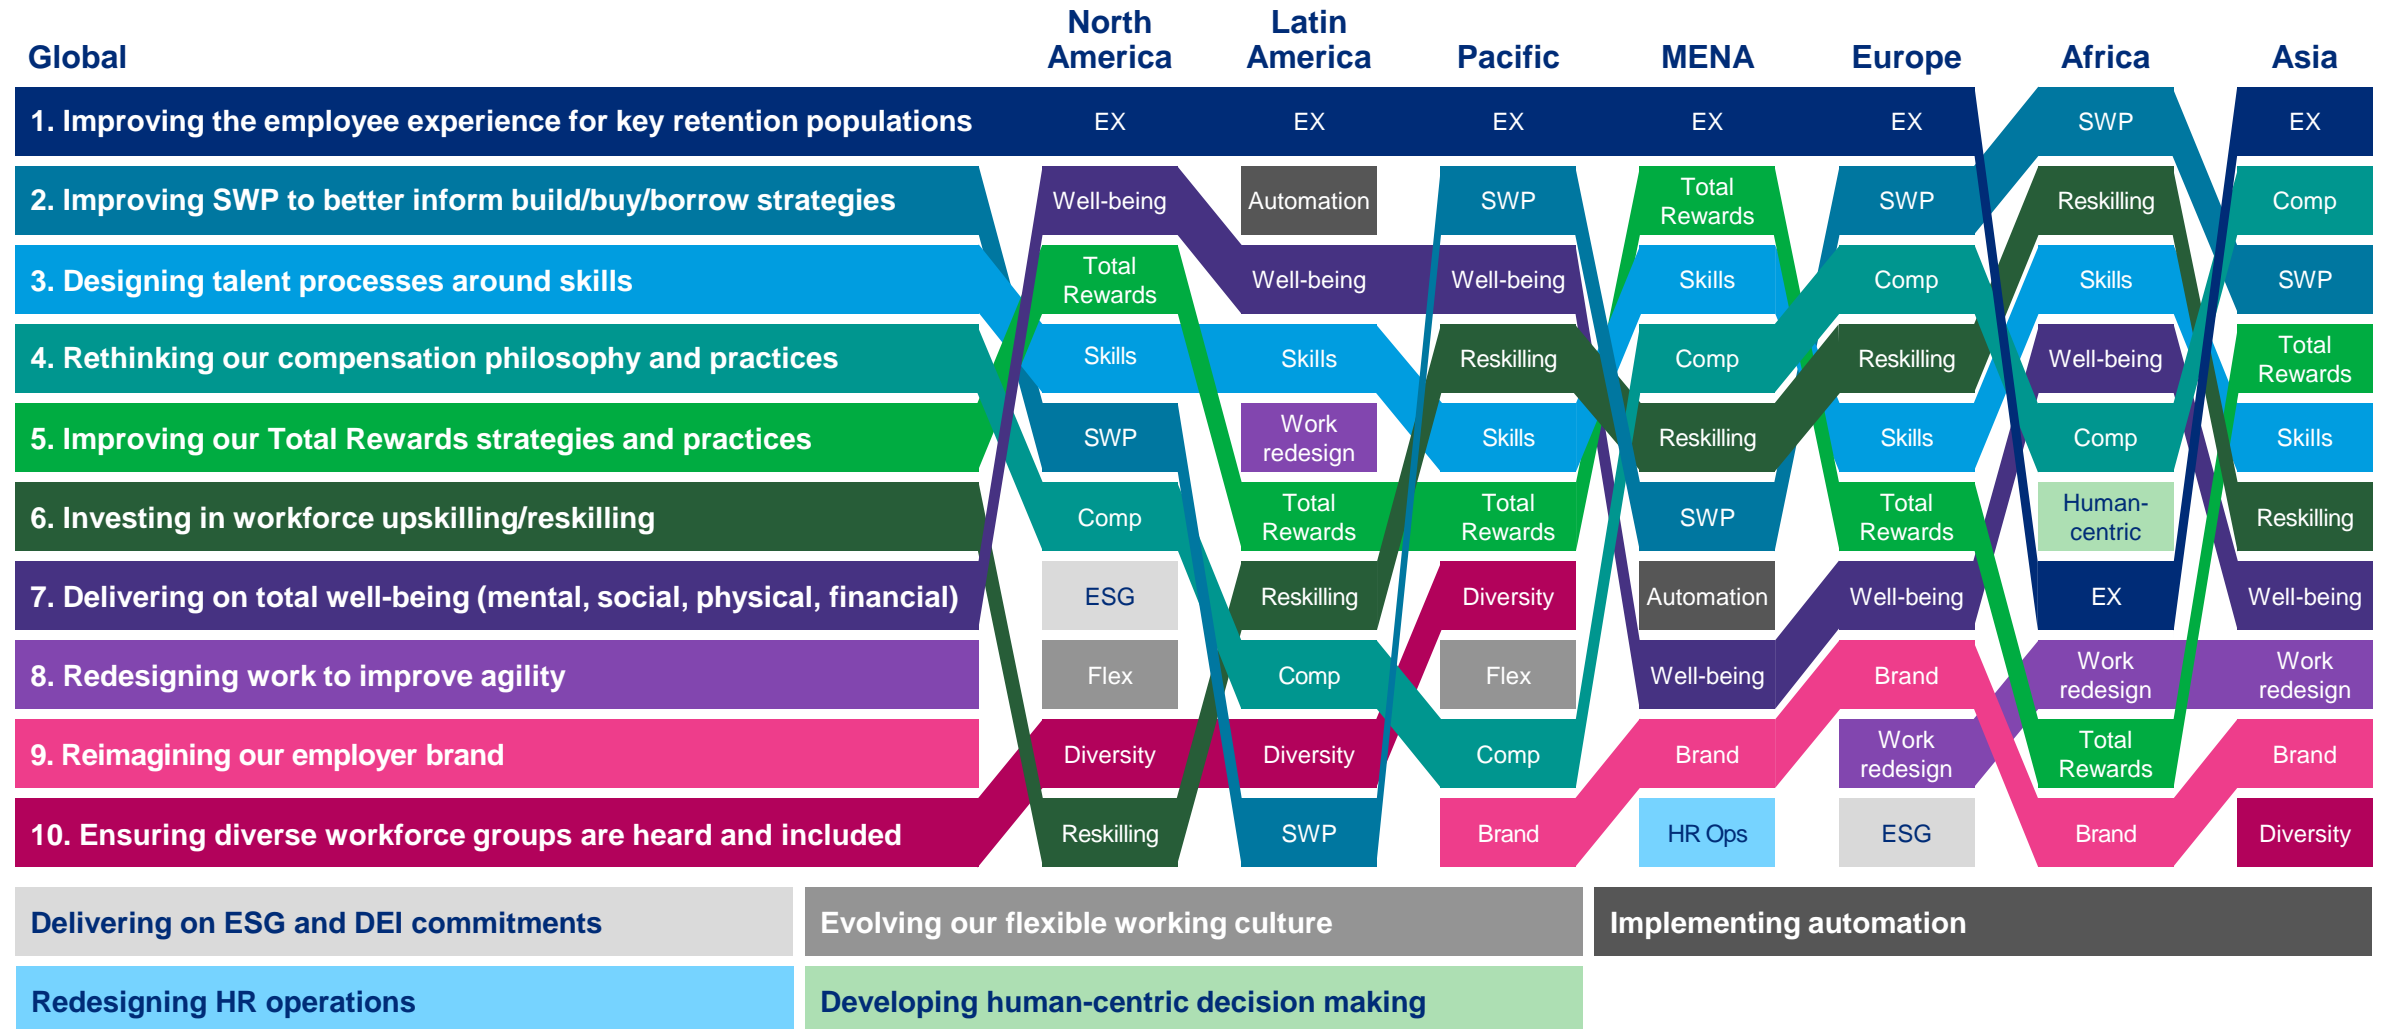 Global
North
America
Latin
America
Pacific
MENA
Europe
Africa
Asia
1. Improving the employee experience for key retention populations
EX
EX
EX
EX
EX
SWP
EX
2. Improving SWP to better inform build/buy/borrow strategies
Well-being
Automation
SWP
Total
Rewards
SWP
Reskilling
Comp
3. Designing talent processes around skills
Total
Rewards
Well-being
Well-being
Skills
Comp
Skills
SWP
4. Rethinking our compensation philosophy and practices
Skills
Skills
Reskilling
Comp
Reskilling
Well-being
Total
Rewards
5. Improving our Total Rewards strategies and practices
SWP
Work
redesign
Skills
Reskilling
Skills
Comp
Skills
6. Investing in workforce upskilling/reskilling
Comp
Total
Rewards
Total
Rewards
SWP
Total
Rewards
Human-
centric
Reskilling
7. Delivering on total well-being (mental, social, physical, financial)
ESG
Reskilling
Diversity
Automation
Well-being
EX
Well-being
8. Redesigning work to improve agility
Flex
Comp
Flex
Well-being
Brand
Work
redesign
Work
redesign
9. Reimagining our employer brand
Diversity
Diversity
Comp
Brand
Work
redesign
Total
Rewards
Brand
10. Ensuring diverse workforce groups are heard and included
Reskilling
SWP
Brand
HR Ops
ESG
Brand
Diversity
Delivering on ESG and DEI commitments
Evolving our flexible working culture
Implementing automation
Redesigning HR operations
Developing human-centric decision making